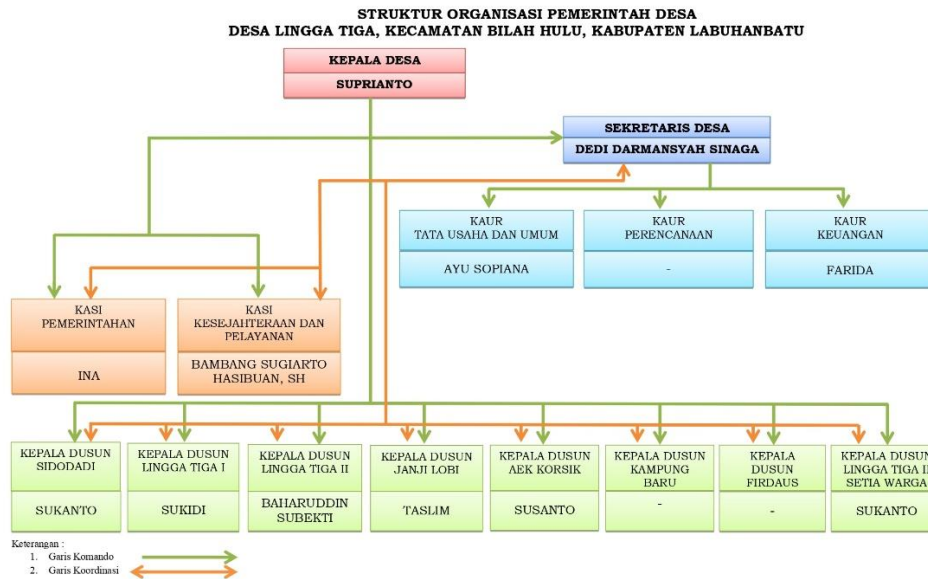 STRUKTUR ORGANISASI PEMERINTAH DESA
DESA LINGGA TIGA, KECAMATAN BILAH HULU, KABUPATEN LABUHANBATU
KEPALA DESA
SUPRIANTO
SEKRETARIS DESA
DEDI DARMANSYAH SINAGA
KAUR
TATA USAHA DAN UMUM
AYU SOPIANA
KAUR
PERENCANAAN
-
KAUR
KEUANGAN
FARIDA
KASI
PEMERINTAHAN
INA
KASI
KESEJAHTERAAN DAN
PELAYANAN
BAMBANG SUGIARTO
HASIBUAN, SH
KEPALA DUSUN
SIDODADI
SUKANTO
KEPALA DUSUN
LINGGA TIGA I
SUKIDI
KEPALA DUSUN
LINGGA TIGA II
BAHARUDDIN
SUBEKTI
KEPALA DUSUN
JANJI LOBI
TASLIM
KEPALA DUSUN
AEK KORSIK
SUSANTO
KEPALA DUSUN
KAMPUNG
BARU
-
KEPALA
DUSUN
FIRDAUS
-
KEPALA DUSUN
LINGGA TIGA
SETIA WARGA
SUKANTO
Keterangan :
1. Garis Komando
2. Garis Koordinasi